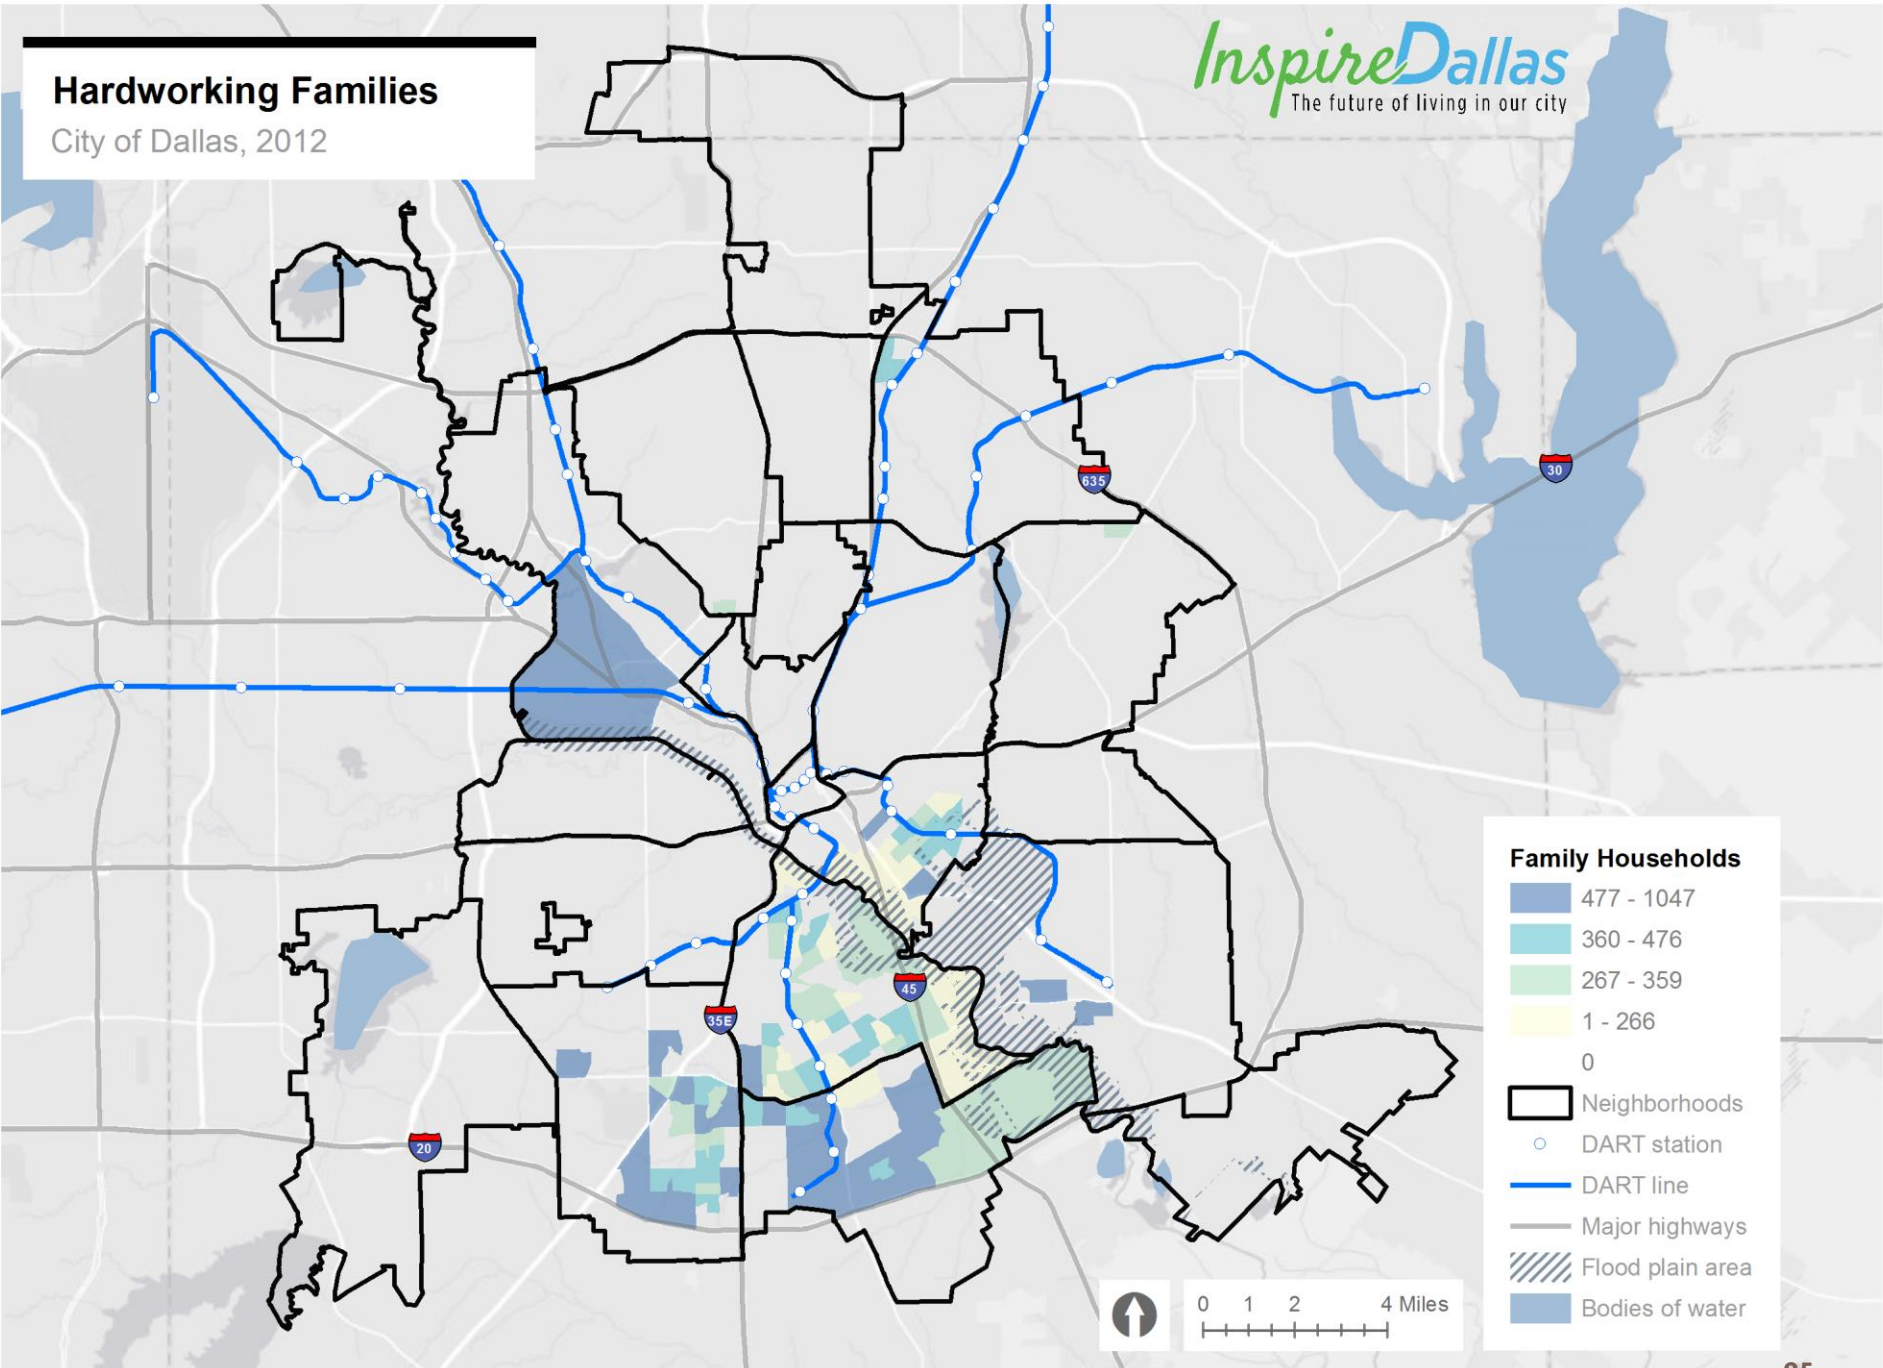 Hardworking Families
City of Dallas, 2012
InspireDallas
The future of living in our city
635
30
45
35E
20
Family Households
477 - 1047
360 - 476
267 - 359
1 - 266
0
Neighborhoods
DART station
DART line
Major highways
Flood plain area
Bodies of water
0 1 2 4 Miles